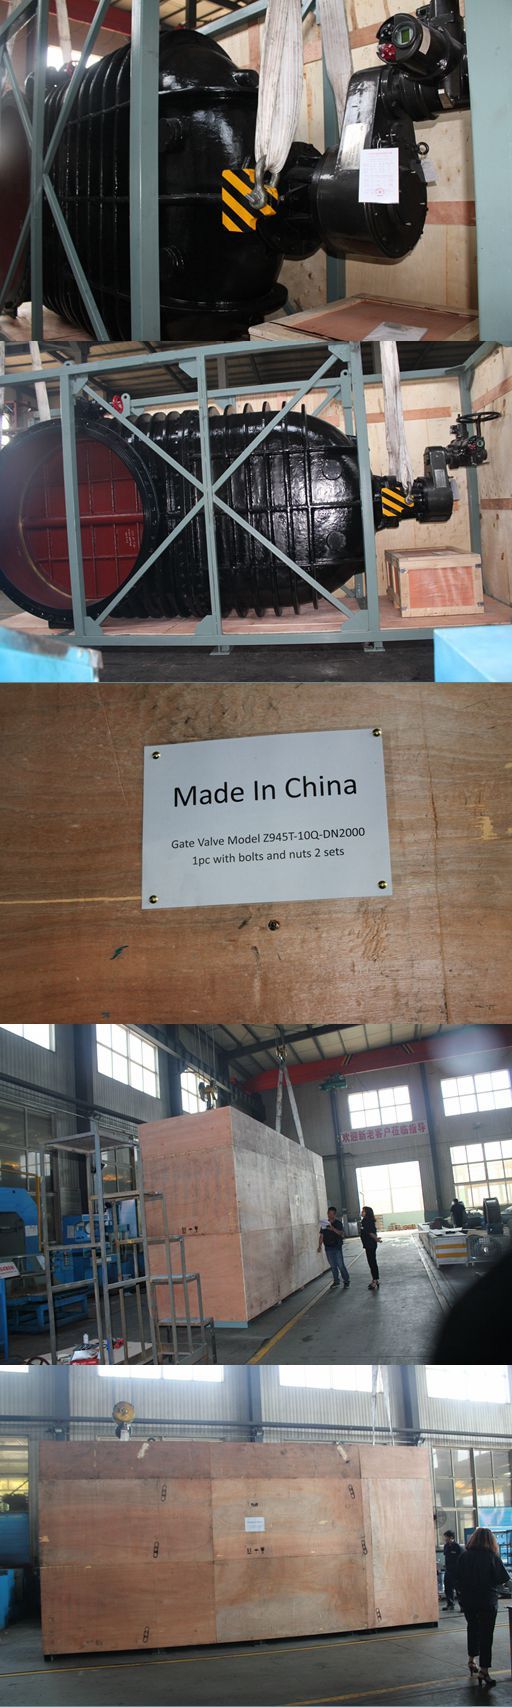 Made In China
Gate Valve Model Z945T-10Q-DN2000
1pc with bolts and nuts 2 sets
欢迎新老客户莅临指导